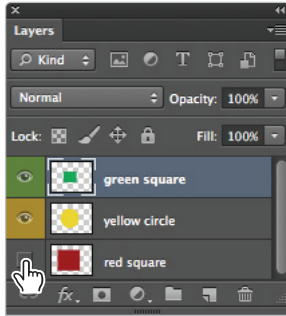 Layers
Kind
Normal Opacity: 100%
Lock: Fill: 100%
green square
yellow circle
red square
fx.